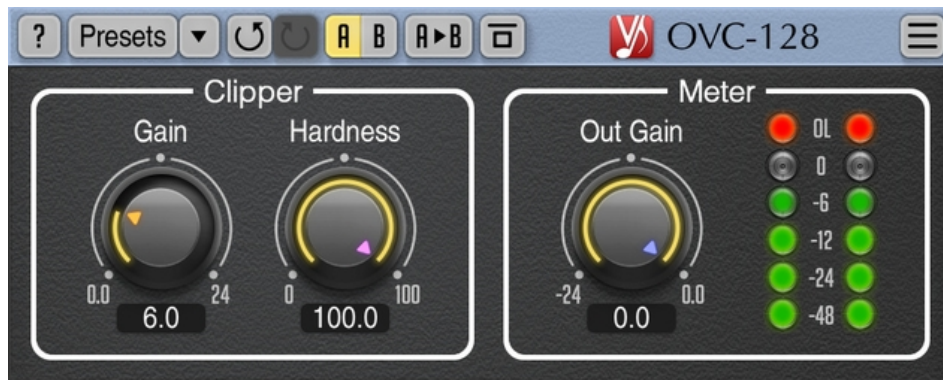 ? Presets A B A►B OVC-128
Clipper
Gain Hardness
0.0 24 0 100
6.0 100.0
Meter
Out Gain
-24 0.0
0.0
OL
0
-6
-12
-24
-48